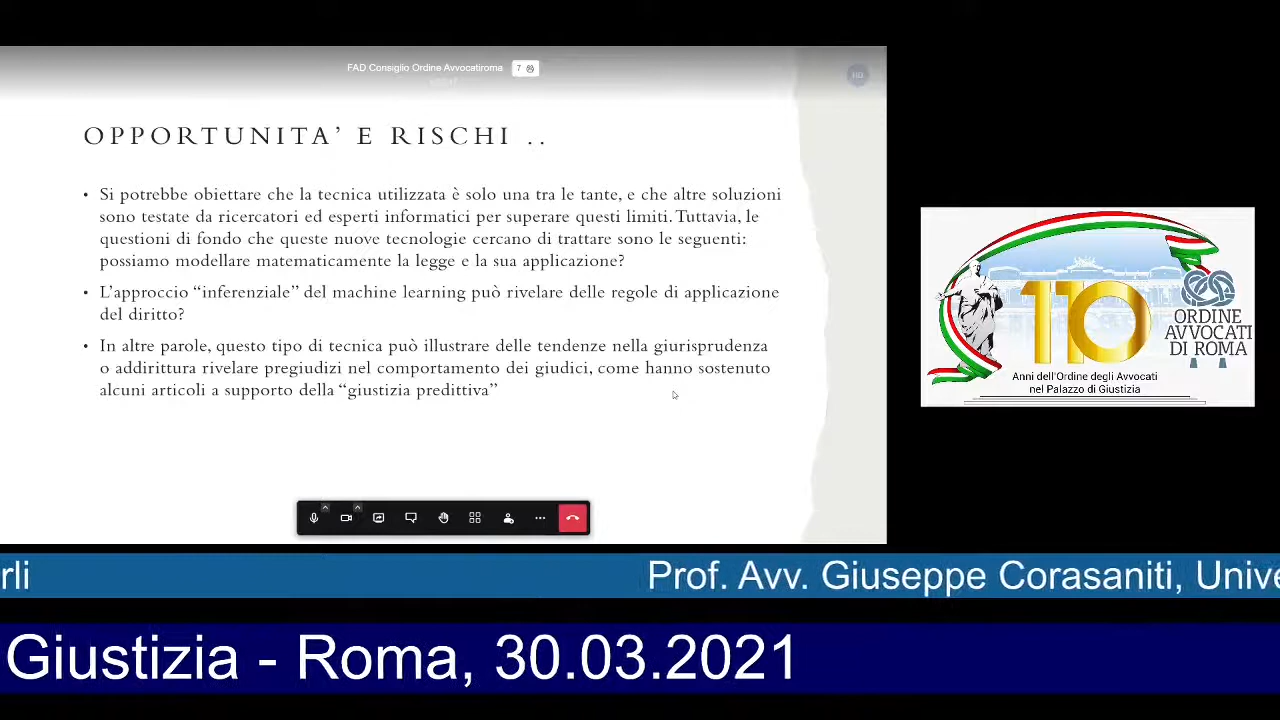 FAD Consiglio Ordine Avvocatiroma 7
OPPORTUNITA’ E RISCHI ..
• Si potrebbe obiettare che la tecnica utilizzata è solo una tra le tante, e che altre soluzioni
sono testate da ricercatori ed esperti informatici per superare questi limiti. Tuttavia, le
questioni di fondo che queste nuove tecnologie cercano di trattare sono le seguenti:
possiamo modellare matematicamente la legge e la sua applicazione?
• L’approccio “inferenziale” del machine learning può rivelare delle regole di applicazione
del diritto?
• In altre parole, questo tipo di tecnica può illustrare delle tendenze nella giurisprudenza
o addirittura rivelare pregiudizi nel comportamento dei giudici, come hanno sostenuto
alcuni articoli a supporto della “giustizia predittiva”
110
ORDINE
AVVOCATI
DI ROMA
Anni dell'Ordine degli Avvocati
nel Palazzo di Giustizia
rli Prof. Avv. Giuseppe Corasaniti, Unive
Giustizia - Roma, 30.03.2021